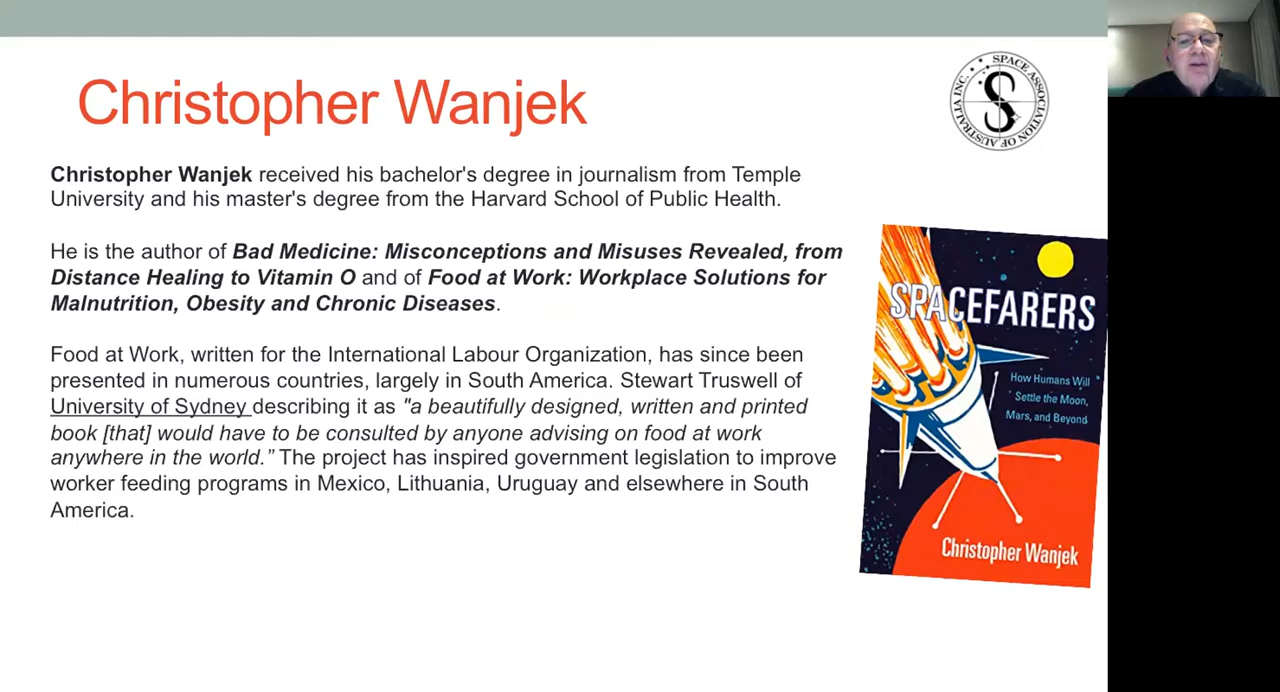 Christopher Wanjek
SPACE ASSOCIATION OF AUSTRALIA INC.
S
Christopher Wanjek received his bachelor's degree in journalism from Temple
University and his master's degree from the Harvard School of Public Health.
He is the author of Bad Medicine: Misconceptions and Misuses Revealed, from
Distance Healing to Vitamin O and of Food at Work: Workplace Solutions for
Malnutrition, Obesity and Chronic Diseases.
Food at Work, written for the International Labour Organization, has since been
presented in numerous countries, largely in South America. Stewart Truswell of
University of Sydney describing it as "a beautifully designed, written and printed
book [that] would have to be consulted by anyone advising on food at work
anywhere in the world.” The project has inspired government legislation to improve
worker feeding programs in Mexico, Lithuania, Uruguay and elsewhere in South
America.
SPACEFARERS
How Humans Will
Settle the Moon,
Mars, and Beyond
Christopher Wanjek